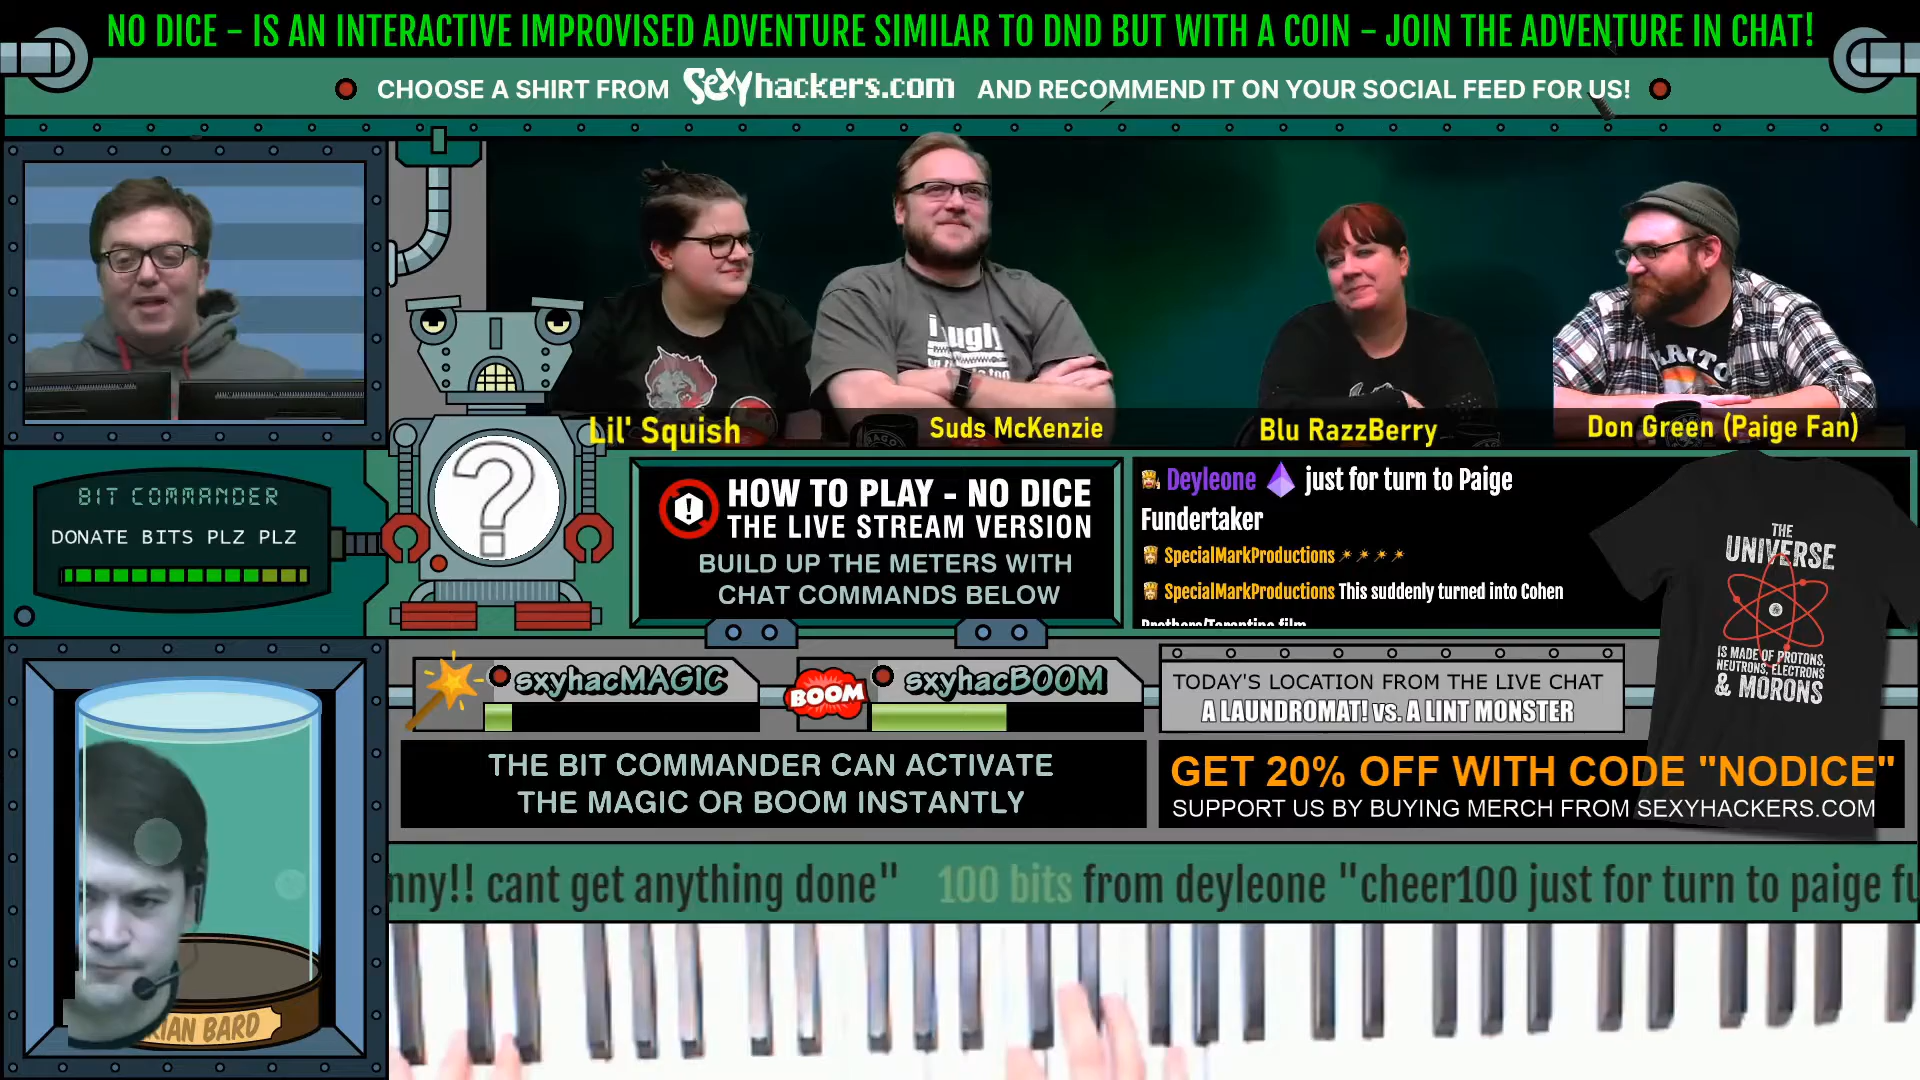 NO DICE - IS AN INTERACTIVE IMPROVISED ADVENTURE SIMILAR TO DND BUT WITH A COIN - JOIN THE ADVENTURE IN CHAT!
CHOOSE A SHIRT FROM Sexyhackers.com AND RECOMMEND IT ON YOUR SOCIAL FEED FOR US!
Lil' Squish
Suds McKenzie
Blu RazzBerry
Don Green (Paige Fan)
BIT COMMANDER
DONATE BITS PLZ PLZ
?
HOW TO PLAY - NO DICE
THE LIVE STREAM VERSION
BUILD UP THE METERS WITH
CHAT COMMANDS BELOW
Deyleone just for turn to Paige
Fundertaker
SpecialMarkProductions
SpecialMarkProductions This suddenly turned into Cohen
Brothers/Tarantino film
THE
UNIVERSE
IS MADE OF PROTONS,
NEUTRONS, ELECTRONS
& MORONS
sxyhacMAGIC
BOOM
sxyhacBOOM
TODAY'S LOCATION FROM THE LIVE CHAT
A LAUNDROMAT! VS. A LINT MONSTER
THE BIT COMMANDER CAN ACTIVATE
THE MAGIC OR BOOM INSTANTLY
GET 20% OFF WITH CODE "NODICE"
SUPPORT US BY BUYING MERCH FROM SEXYHACKERS.COM
nny!! cant get anything done" 100 bits from deyleone "cheer100 just for turn to paige fu
BARD